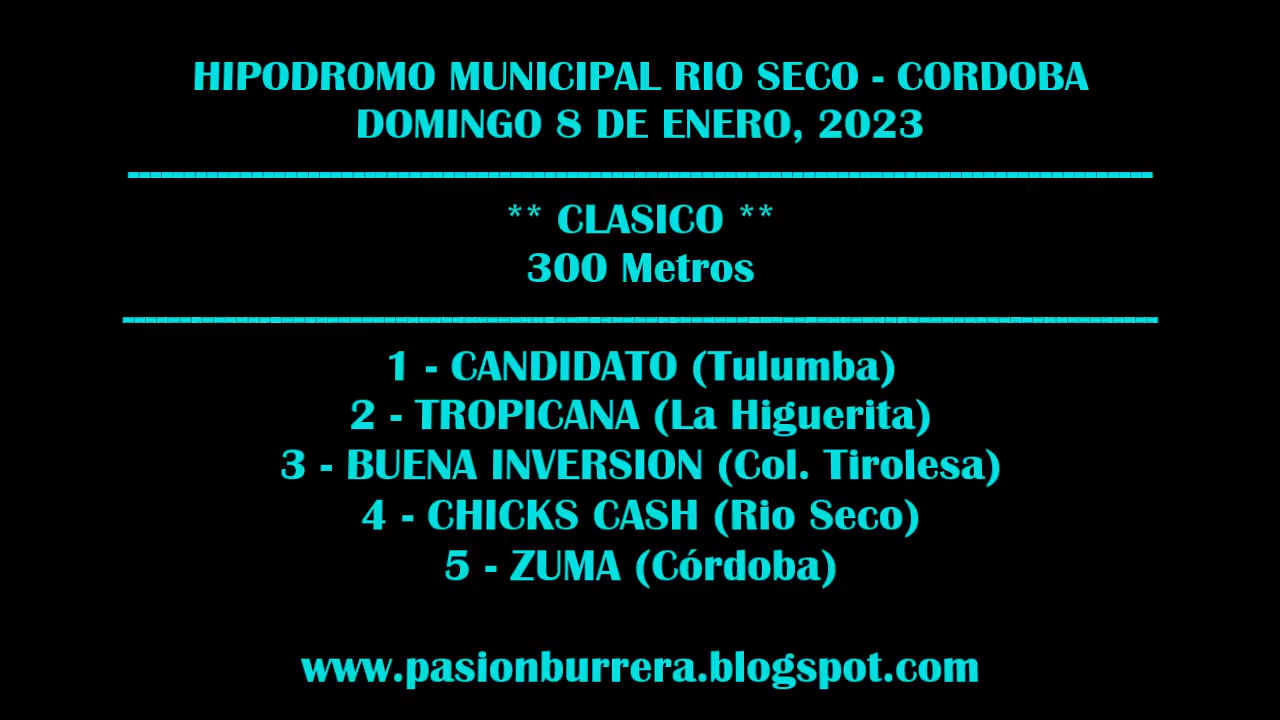 HIPODROMO MUNICIPAL RIO SECO - CORDOBA
DOMINGO 8 DE ENERO, 2023
** CLASICO **
300 Metros
1 - CANDIDATO (Tulumba)
2 - TROPICANA (La Higuerita)
3 - BUENA INVERSION (Col. Tirolesa)
4 - CHICKS CASH (Rio Seco)
5 - ZUMA (Córdoba)
www.pasionburrera.blogspot.com